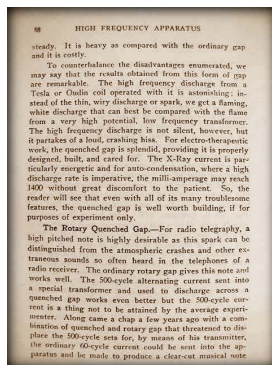 68 HIGH FREQUENCY APPARATUS
steady. It is heavy as compared with the ordinary gap
and it is costly.
To counterbalance the disadvantages enumerated, we
may say that the results obtained from this form of gap
are remarkable. The high frequency discharge from a
Tesla or Oudin coil operated with it is astonishing: in-
stead of the thin, wiry discharge or spark, we get a flaming,
white discharge that can best be compared with the flame
from a very high potential, low frequency transformer.
The high frequency discharge is not silent, however, but
it partakes of a loud, crashing hiss. For electro-therapeutic
work, the quenched gap is splendid, providing it is properly
designed, built, and cared for. The X-Ray current is par-
ticularly energetic and for auto-condensation, where a high
discharge rate is imperative, the milli-amperage may reach
1400 without great discomfort to the patient. So, the
reader will see that even with all of its many troublesome
features, the quenched gap is well worth building, if for
purposes of experiment only.
The Rotary Quenched Gap.—For radio telegraphy, a
high pitched note is highly desirable as this spark can be
distinguished from the atmospheric crashes and other ex-
traneous sounds so often heard in the telephones of a
radio receiver. The ordinary rotary gap gives this note and
works well. The 500-cycle alternating current sent into
a special transformer and used to discharge across a
quenched gap works even better but the 500-cycle cur-
rent is a thing not to be attained by the average experi-
menter. Along came a chap a few years ago with a com-
bination of quenched and rotary gap that threatened to dis-
place the 500-cycle sets for, by means of his transmitter,
the ordinary 60-cycle current could be sent into the ap-
paratus and be made to produce a clear-cut musical note